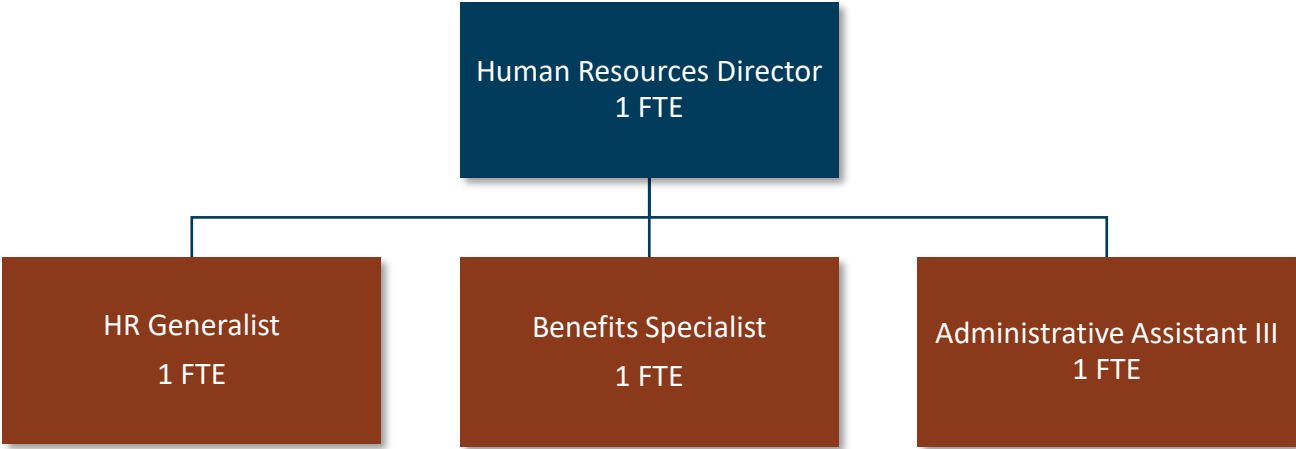 Human Resources Director
1 FTE
HR Generalist
1 FTE
Benefits Specialist
1 FTE
Administrative Assistant III
1 FTE